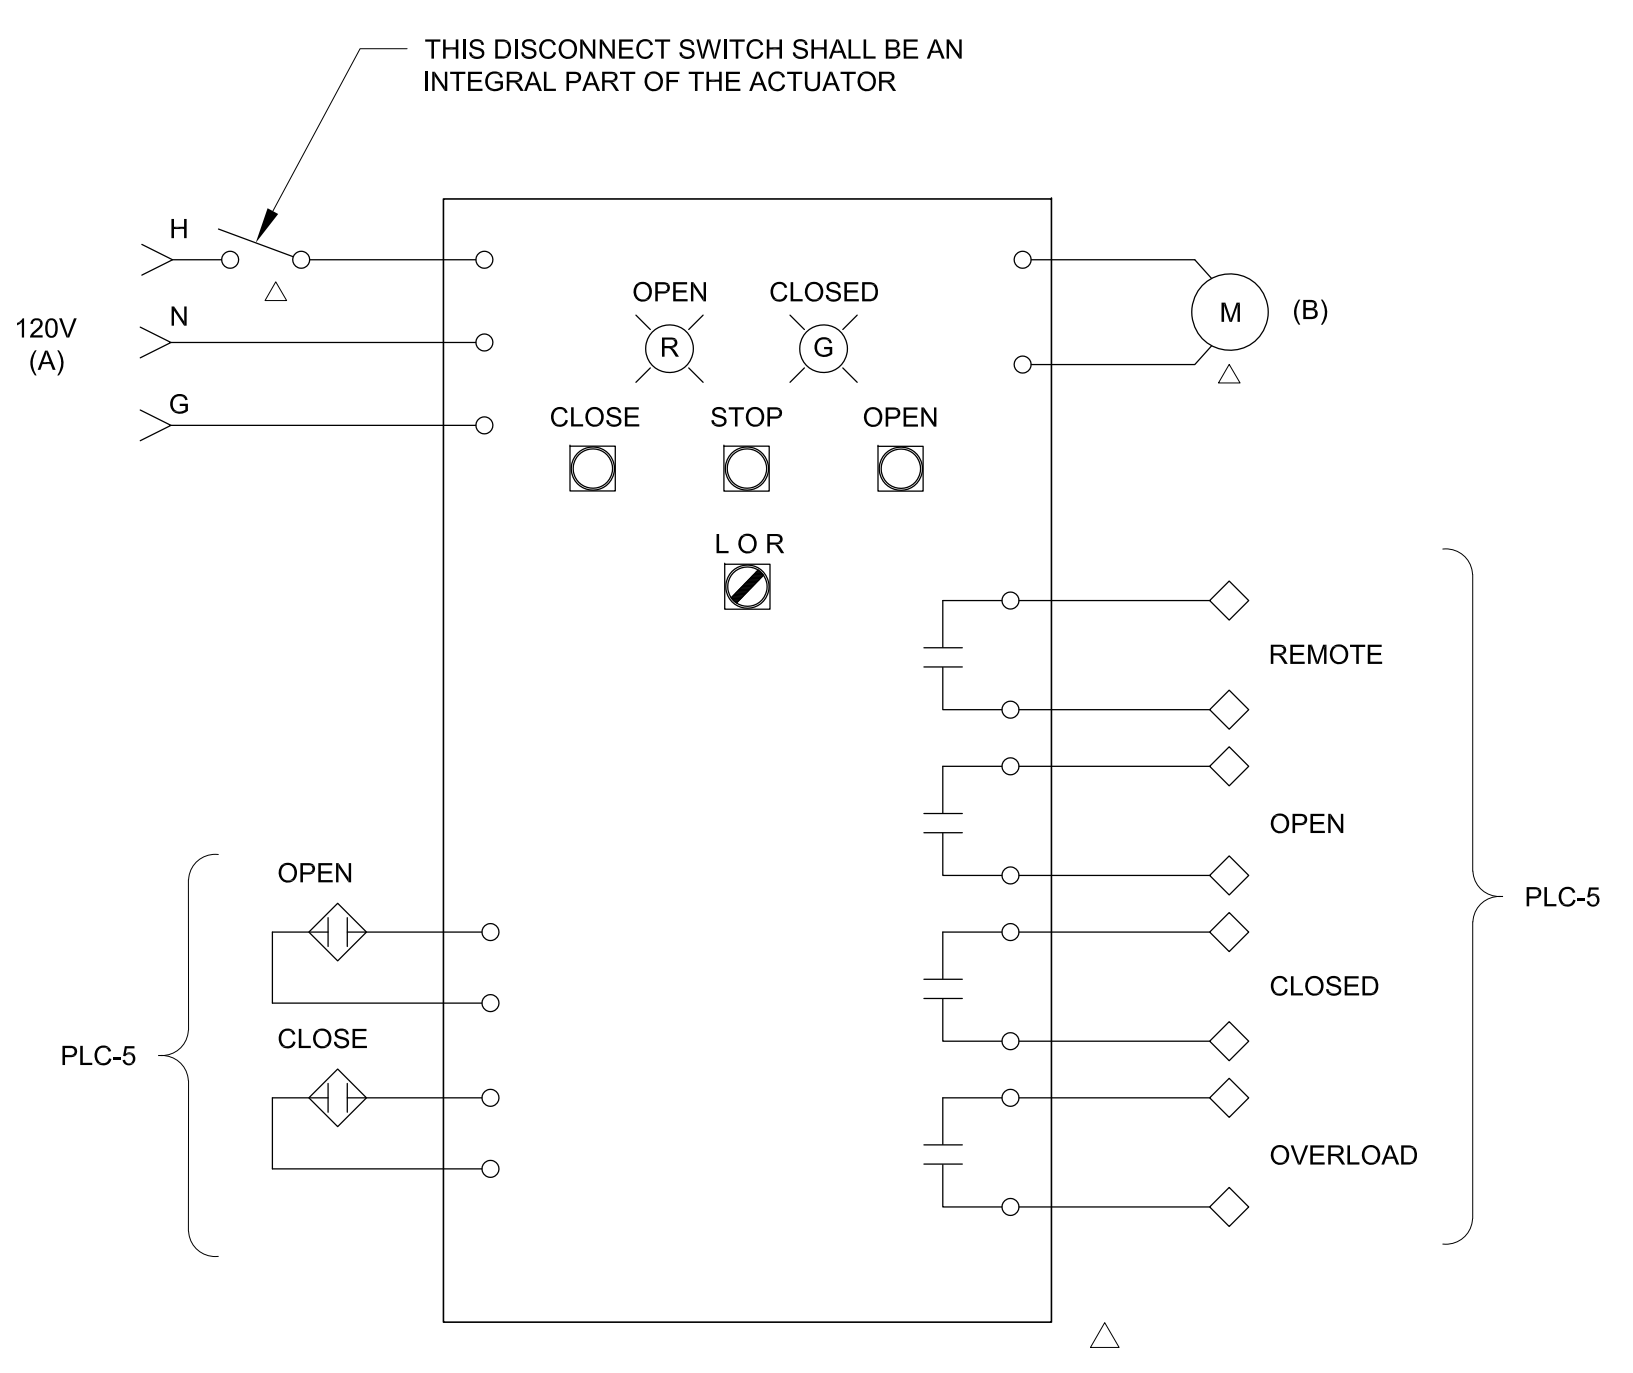 THIS DISCONNECT SWITCH SHALL BE AN
INTEGRAL PART OF THE ACTUATOR
H
N
120V
(A)
G
OPEN
CLOSED
R
G
M
(B)
CLOSE
STOP
OPEN
L O R
REMOTE
OPEN
CLOSED
OVERLOAD
PLC-5
OPEN
CLOSE
PLC-5